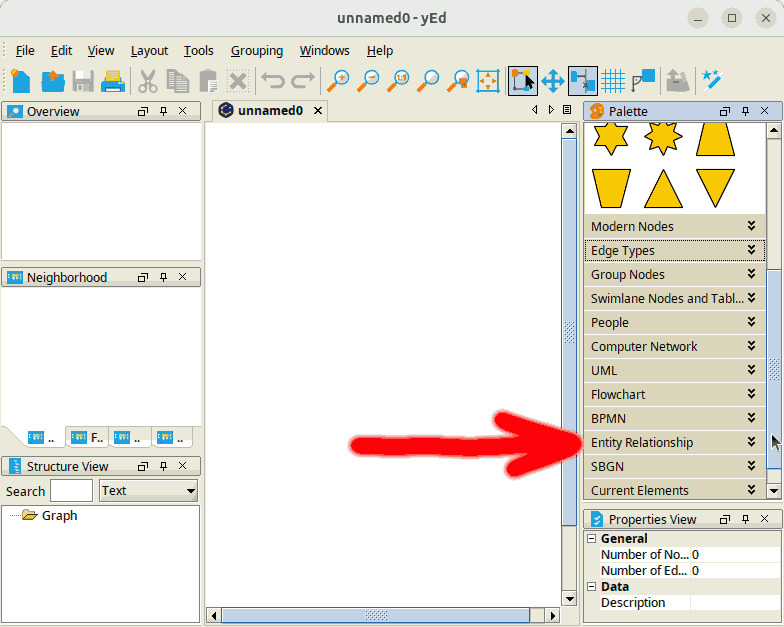 unnamed0 - yEd
File Edit View Layout Tools Grouping Windows Help
1:1
Overview
Neighborhood
.. F.. .. ..
Structure View
Search Text
Graph
unnamed0
Palette
Modern Nodes
Edge Types
Group Nodes
Swimlane Nodes and Tabl...
People
Computer Network
UML
Flowchart
BPMN
Entity Relationship
SBGN
Current Elements
Properties View
General
Number of No... 0
Number of Ed... 0
Data
Description